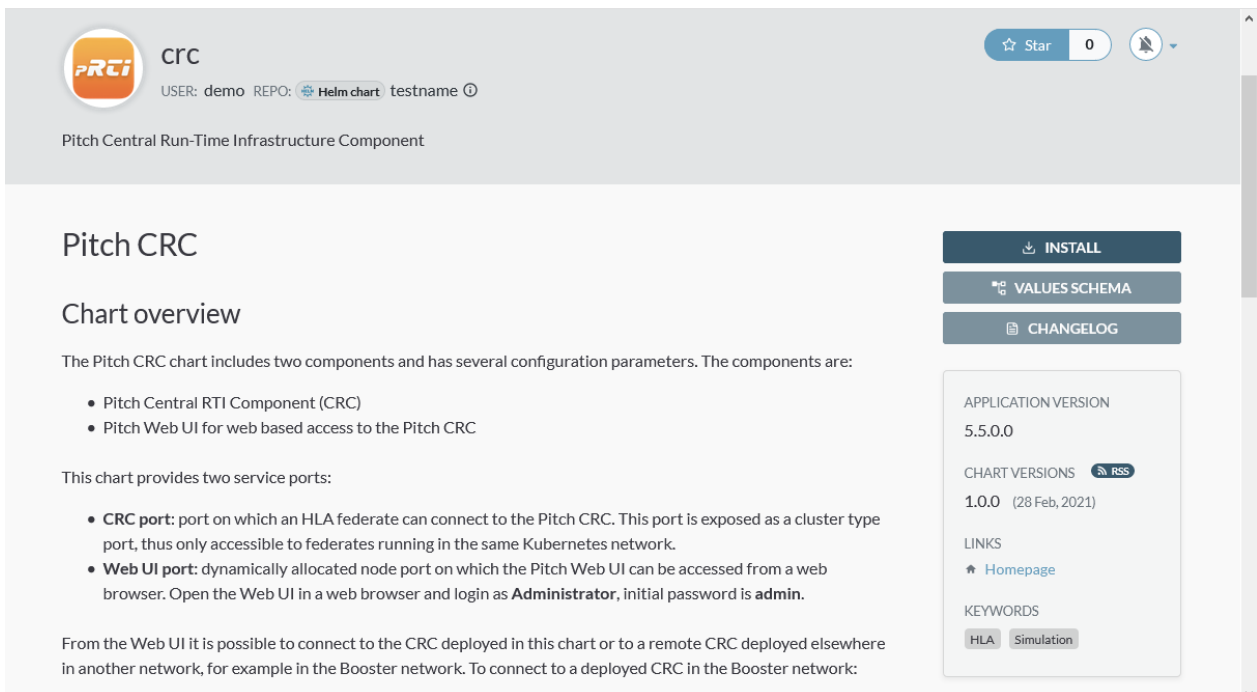 pRTI
crc
USER: demo REPO: Helm chart testname
Star 0
Pitch Central Run-Time Infrastructure Component
Pitch CRC
Chart overview
The Pitch CRC chart includes two components and has several configuration parameters. The components are:
• Pitch Central RTI Component (CRC)
• Pitch Web UI for web based access to the Pitch CRC
This chart provides two service ports:
• CRC port: port on which an HLA federate can connect to the Pitch CRC. This port is exposed as a cluster type
port, thus only accessible to federates running in the same Kubernetes network.
• Web UI port: dynamically allocated node port on which the Pitch Web UI can be accessed from a web
browser. Open the Web UI in a web browser and login as Administrator, initial password is admin.
From the Web UI it is possible to connect to the CRC deployed in this chart or to a remote CRC deployed elsewhere
in another network, for example in the Booster network. To connect to a deployed CRC in the Booster network:
INSTALL
VALUES SCHEMA
CHANGELOG
APPLICATION VERSION
5.5.0.0
CHART VERSIONS RSS
1.0.0 (28 Feb, 2021)
LINKS
Homepage
KEYWORDS
HLA Simulation